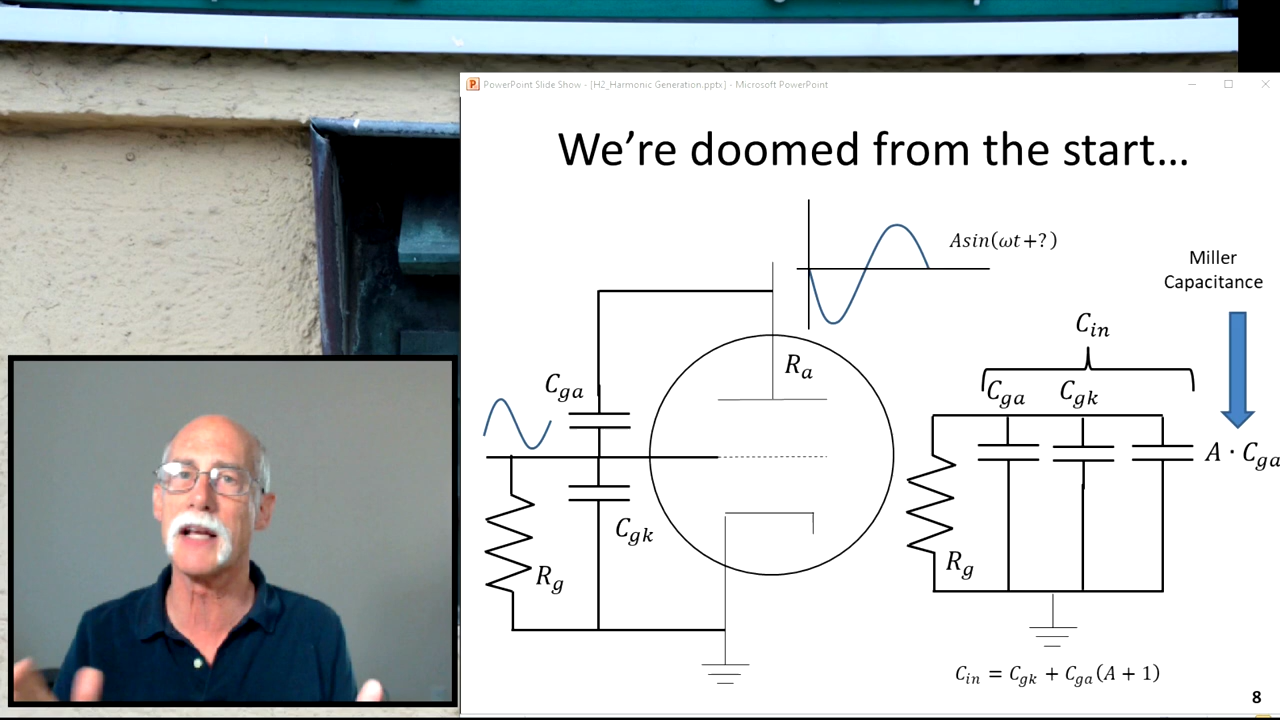 PowerPoint Slide Show - [H2_Harmonic Generation.pptx] - Microsoft PowerPoint
We're doomed from the start...
Asin(ωt+?)
Miller
Capacitance
C_in
R_a
C_ga
C_ga C_gk
A · C_ga
C_gk
R_g
R_g
C_in = C_gk + C_ga(A + 1)
8